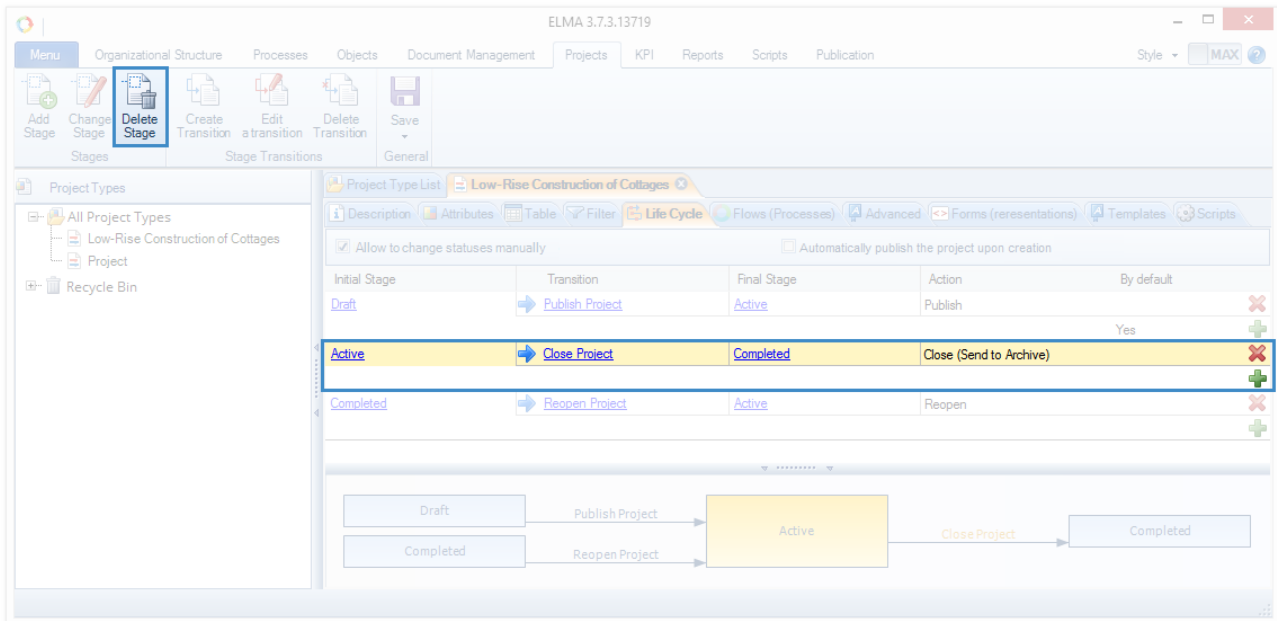 ELMA 3.7.3.13719
Menu Organizational Structure Processes Objects Document Management Projects KPI Reports Scripts Publication Style MAX
Add Stage
Change Stage
Delete Stage
Create Transition
Edit a transition
Delete Transition
Save
Stages Stage Transitions General
Project Types
All Project Types
Low-Rise Construction of Cottages
Project
Recycle Bin
Project Type List Low-Rise Construction of Cottages
Description Attributes Table Filter Life Cycle Flows (Processes) Advanced Forms (reresentations) Templates Scripts
Allow to change statuses manually Automatically publish the project upon creation
Initial Stage Transition Final Stage Action By default
Draft Publish Project Active Publish
Yes
Active Close Project Completed Close (Send to Archive)
Completed Reopen Project Active Reopen
Draft Publish Project Active Close Project Completed
Completed Reopen Project